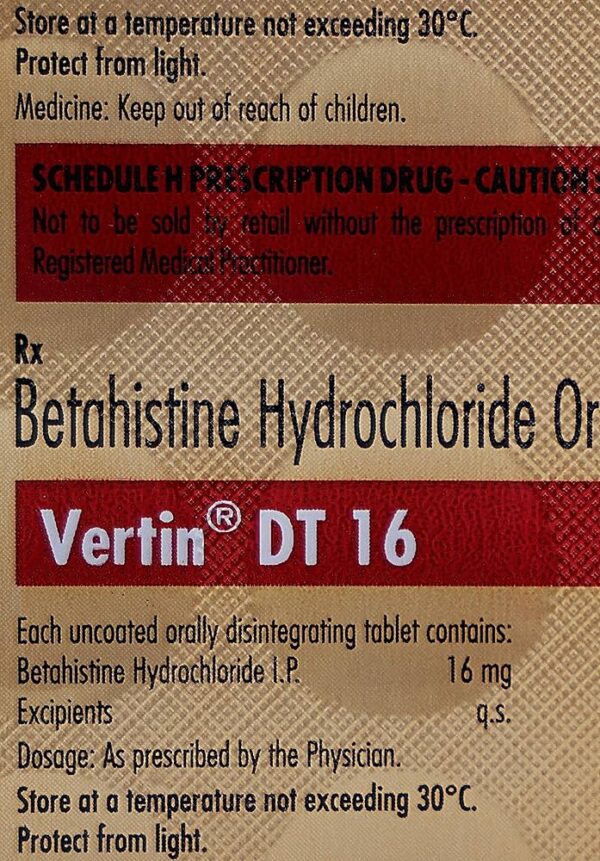 Store at a temperature not exceeding 30°C.
Protect from light.
Medicine: Keep out of reach of children.
SCHEDULE H PRESCRIPTION DRUG - CAUTION :
Not to be sold by retail without the prescription of
Registered Medical Practitioner.
Rx
Betahistine Hydrochloride Or
Vertin® DT 16
Each uncoated orally disintegrating tablet contains:
Betahistine Hydrochloride I.P. 16 mg
Excipients q.s.
Dosage: As prescribed by the Physician.
Store at a temperature not exceeding 30°C.
Protect from light.